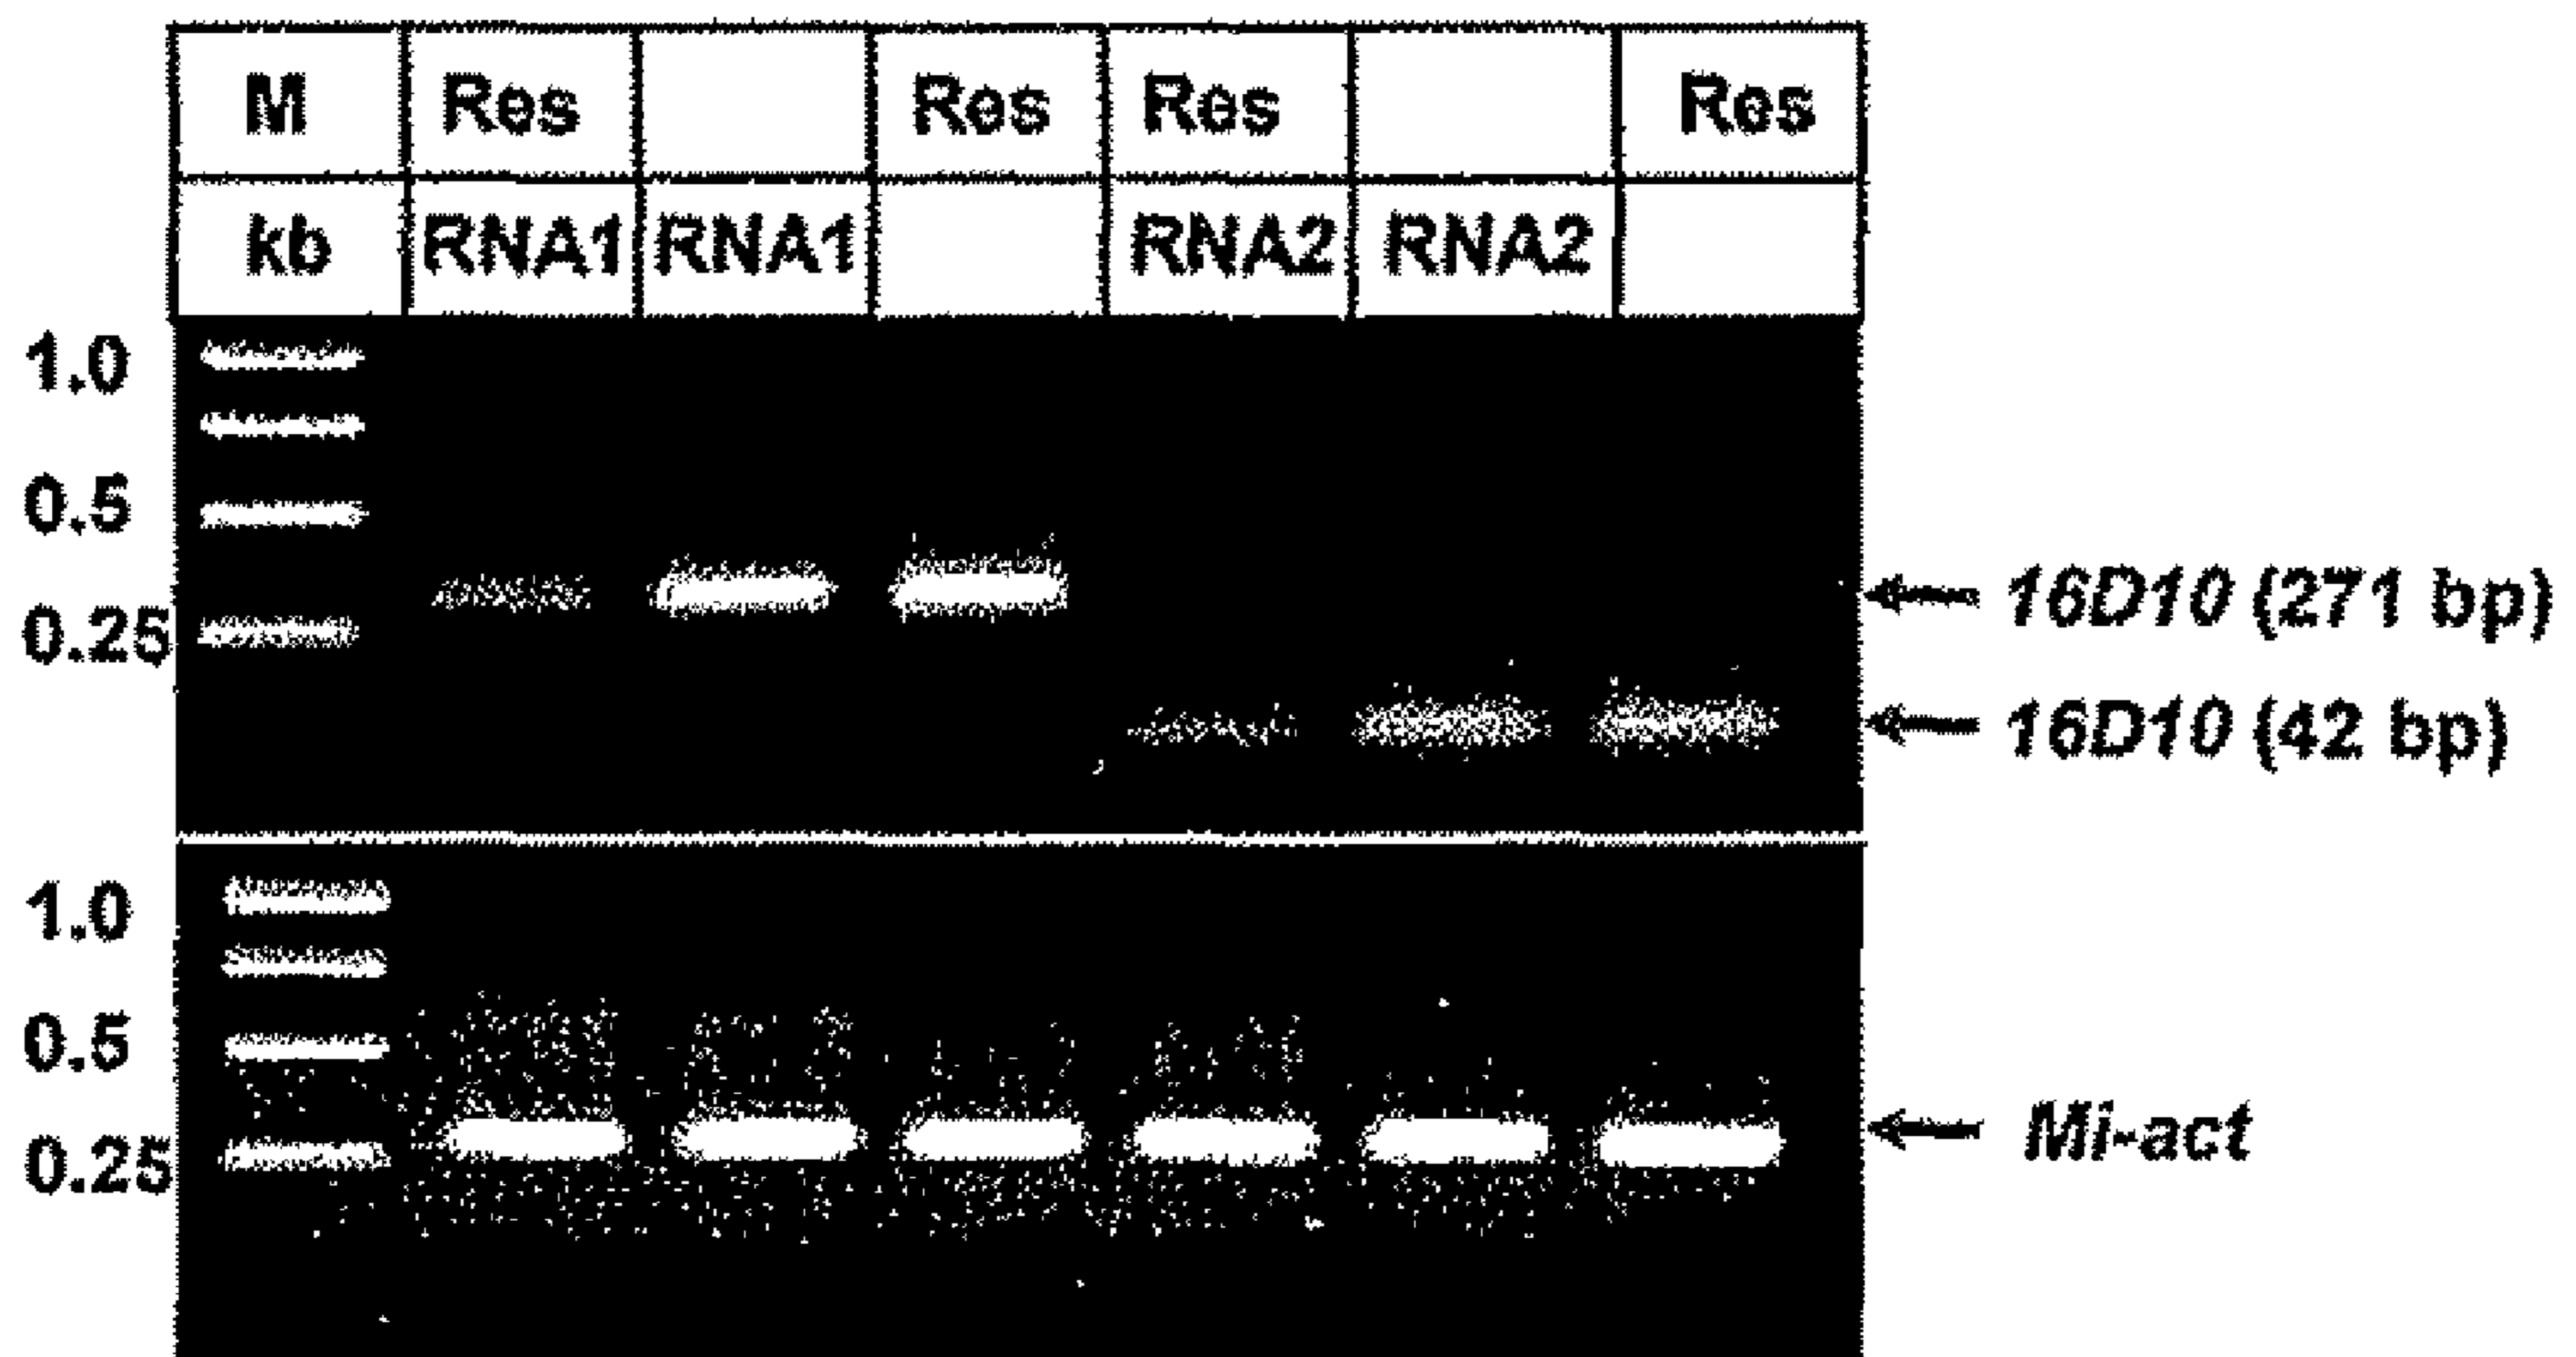 M Res Res Res Res
kb RNA1 RNA1 RNA2 RNA2
1.0
0.5
16D10 (271 bp)
0.25
16D10 (42 bp)
1.0
0.5
Mi-act
0.25